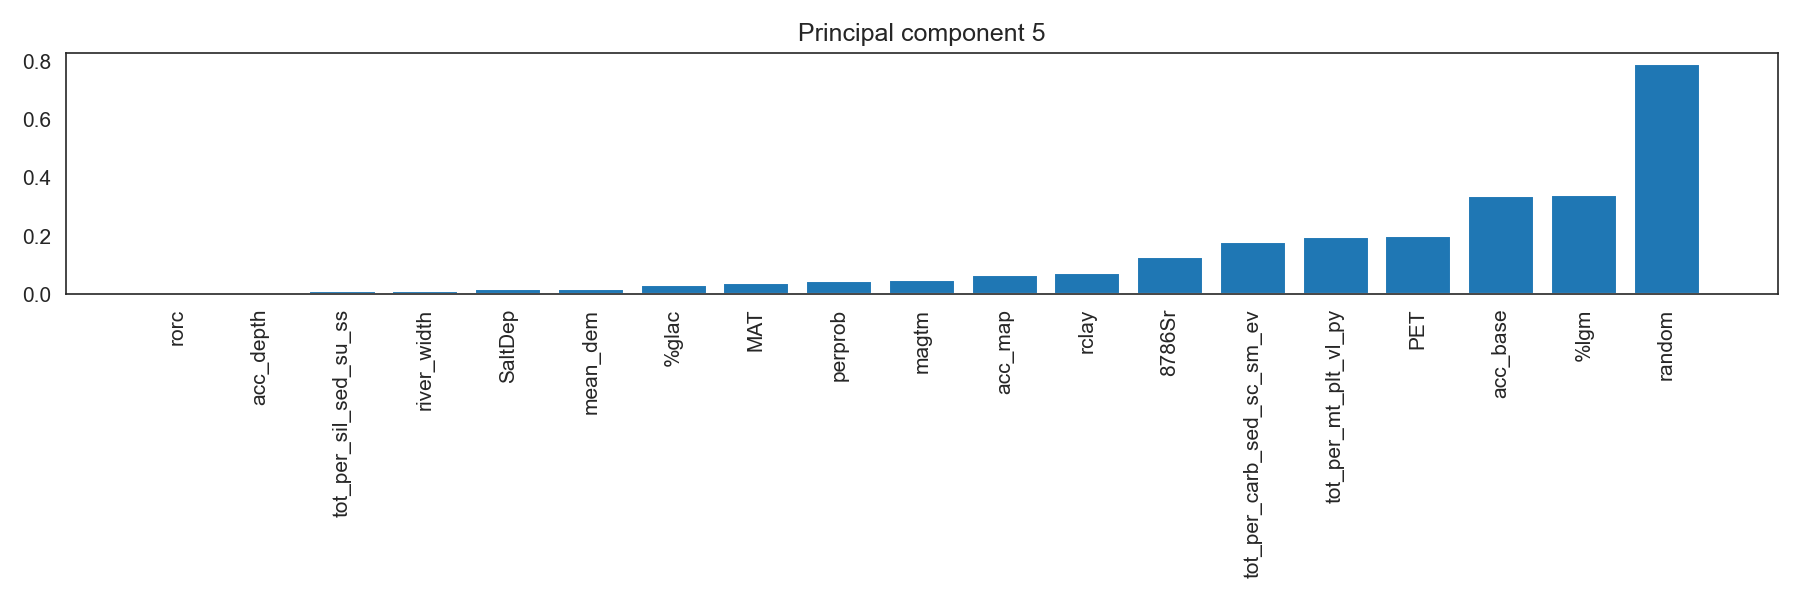 Principal component 5
0.8
0.6
0.4
0.2
0.0
rorc
acc_depth
tot_per_sil_sed_su_ss
river_width
SaltDep
mean_dem
%glac
MAT
perprob
magtm
acc_map
rclay
8786Sr
tot_per_carb_sed_sc_sm_ev
tot_per_mt_plt_vl_py
PET
acc_base
%lgm
random